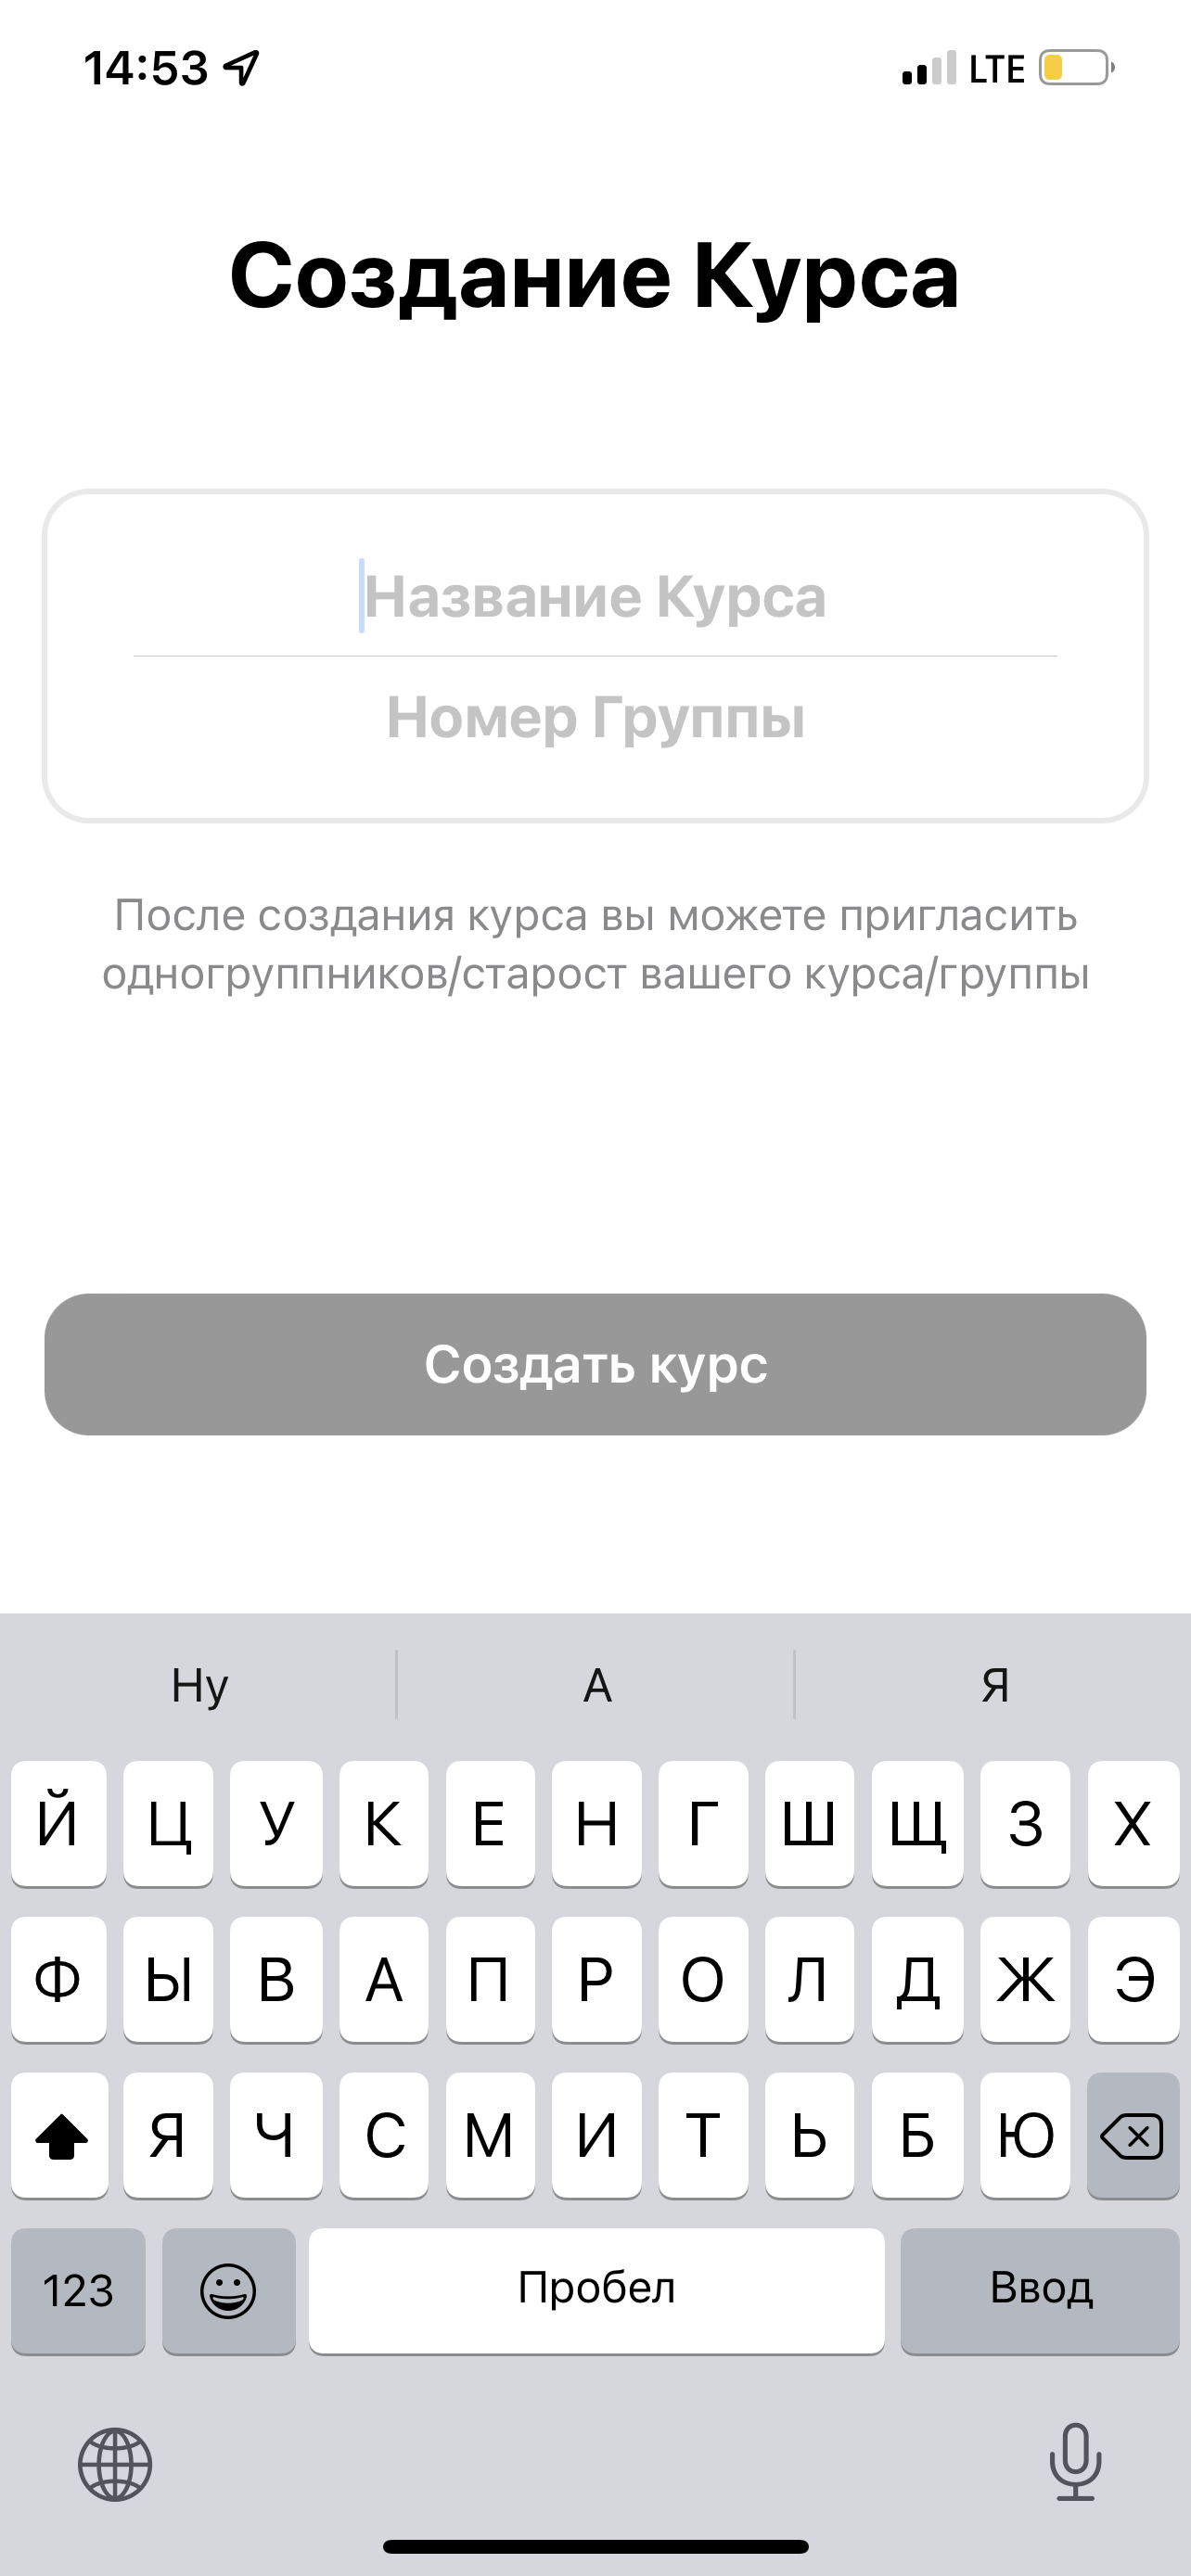 14:53 LTE
Создание Курса
Название Курса
Номер Группы
После создания курса вы можете пригласить
одногруппников/старост вашего курса/группы
Создать курс
Ну А Я
Й Ц У К Е Н Г Ш Щ З Х
Ф Ы В А П Р О Л Д Ж Э
Я Ч С М И Т Ь Б Ю
123 Пробел Ввод